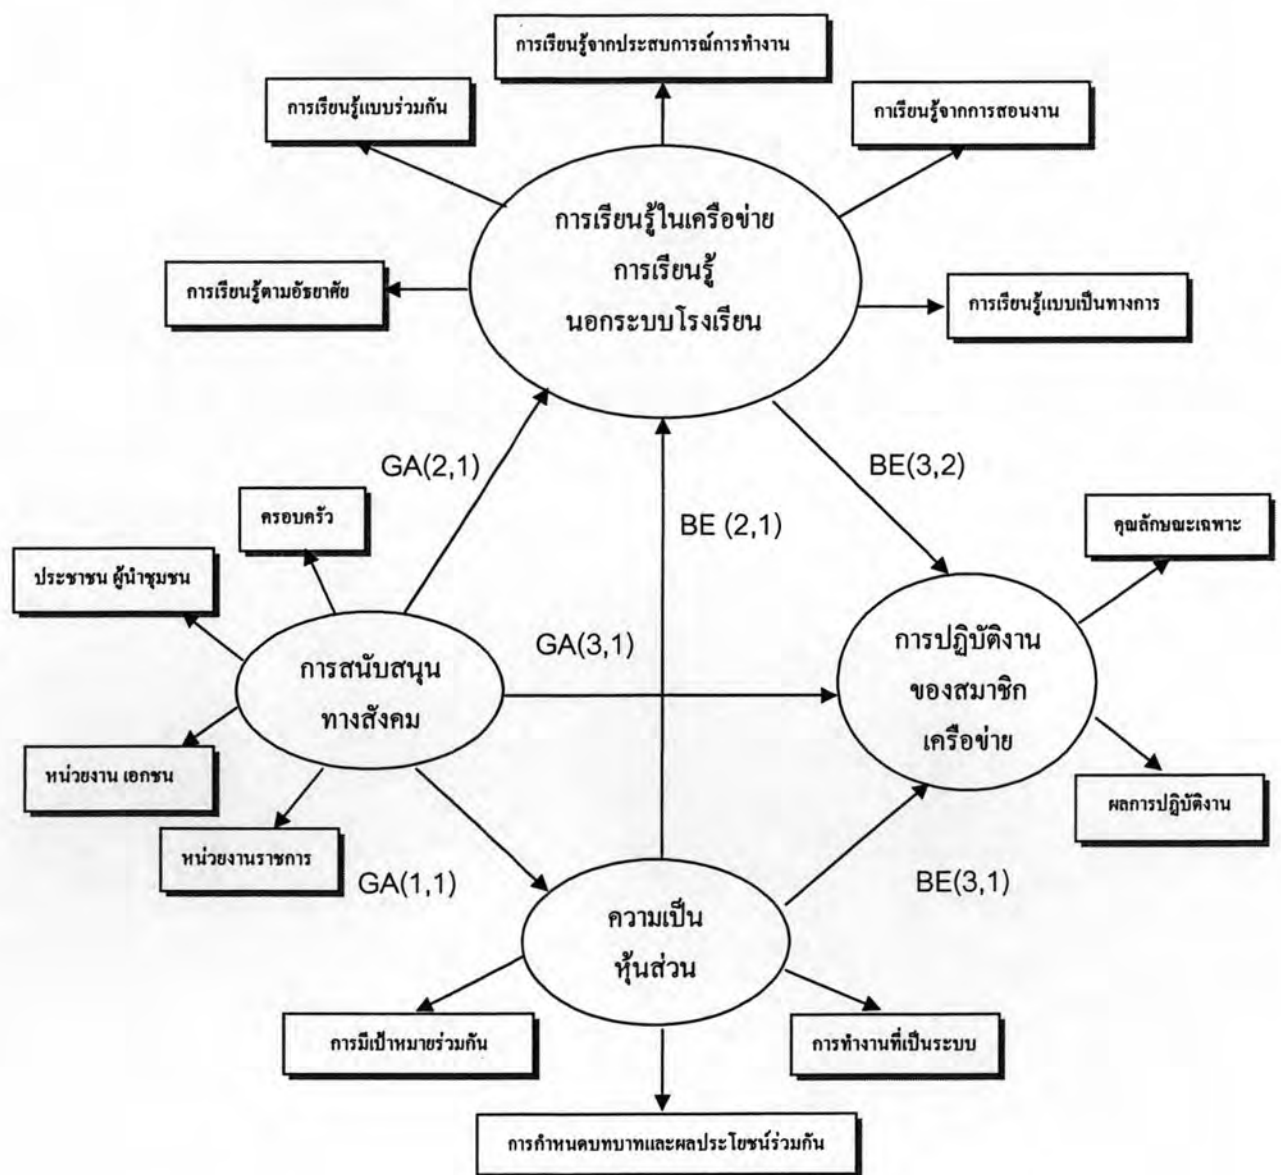 การเรียนรู้จากประสบการณ์การทำงาน
การเรียนรู้แบบร่วมกัน
กาเรียนรู้จากการสอนงาน
การเรียนรู้ในเครือข่าย
การเรียนรู้
นอกระบบโรงเรียน
การเรียนรู้ตามอัธยาศัย
การเรียนรู้แบบเป็นทางการ
GA(2,1)
BE(3,2)
ครอบครัว
BE (2,1)
คุณลักษณะเฉพาะ
ประชาชน ผู้นำชุมชน
GA(3,1)
การสนับสนุน
ทางสังคม
การปฏิบัติงาน
ของสมาชิก
เครือข่าย
หน่วยงาน เอกชน
ผลการปฏิบัติงาน
หน่วยงานราชการ
GA(1,1)
BE(3,1)
ความเป็น
หุ้นส่วน
การมีเป้าหมายร่วมกัน
การทำงานที่เป็นระบบ
การกำหนดบทบาทและผลประโยชน์ร่วมกัน